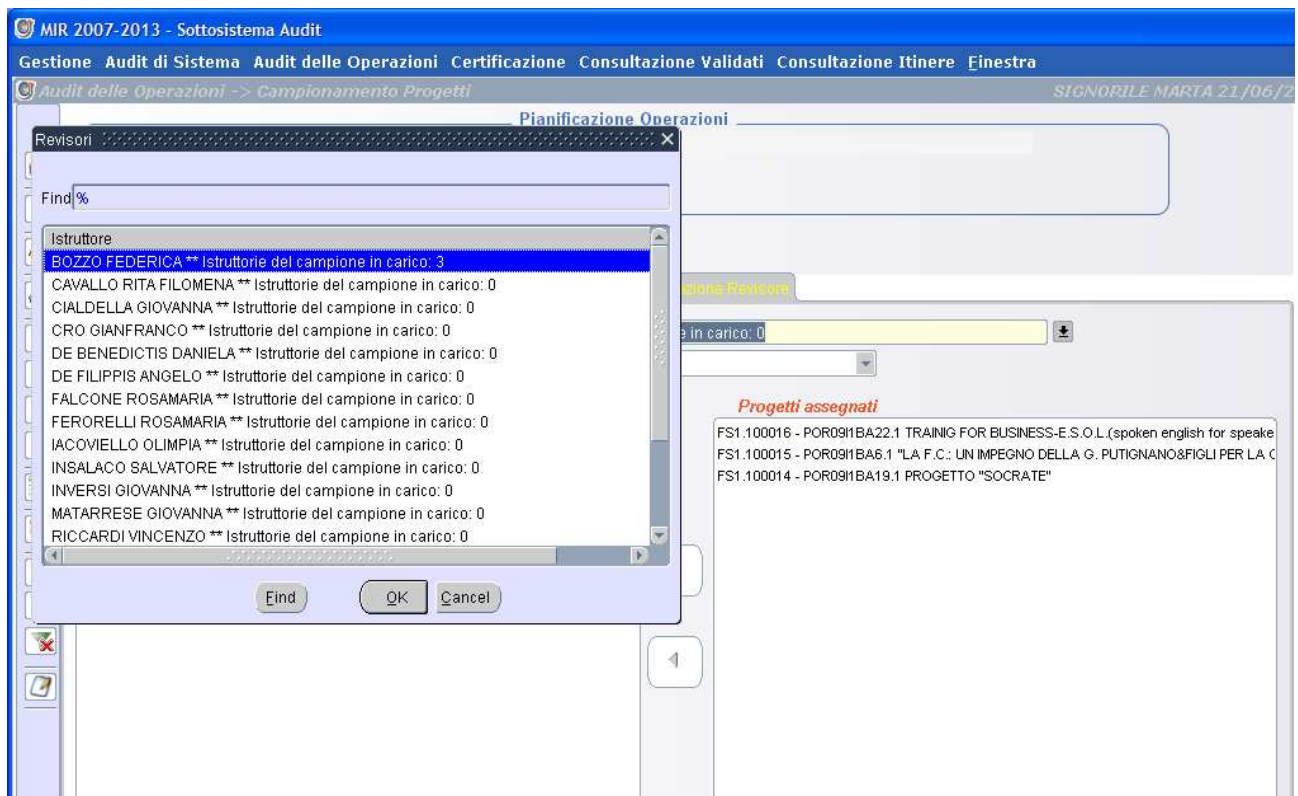 MIR 2007-2013 - Sottosistema Audit
Gestione Audit di Sistema Audit delle Operazioni Certificazione Consultazione Validati Consultazione Itinere Finestra
Audit delle Operazioni -> Campionamento Progetti SIGNORILE MARTA 21/06/2
Pianificazione Operazioni
Revisori
Find %
Istruttore
BOZZO FEDERICA ** Istruttorie del campione in carico: 3
CAVALLO RITA FILOMENA ** Istruttorie del campione in carico: 0
CIALDELLA GIOVANNA ** Istruttorie del campione in carico: 0
CRO GIANFRANCO ** Istruttorie del campione in carico: 0
DE BENEDICTIS DANIELA ** Istruttorie del campione in carico: 0
DE FILIPPIS ANGELO ** Istruttorie del campione in carico: 0
FALCONE ROSAMARIA ** Istruttorie del campione in carico: 0
FERORELLI ROSAMARIA ** Istruttorie del campione in carico: 0
IACOVIELLO OLIMPIA ** Istruttorie del campione in carico: 0
INSALACO SALVATORE ** Istruttorie del campione in carico: 0
INVERSI GIOVANNA ** Istruttorie del campione in carico: 0
MATARRESE GIOVANNA ** Istruttorie del campione in carico: 0
RICCARDI VINCENZO ** Istruttorie del campione in carico: 0
Find OK Cancel
zione Revisore
e in carico: 0
Progetti assegnati
FS1.100016 - POR09I1BA22.1 TRAINIG FOR BUSINESS-E.S.O.L.(spoken english for speake
FS1.100015 - POR09I1BA6.1 "LA F.C.: UN IMPEGNO DELLA G. PUTIGNANO&FIGLI PER LA C
FS1.100014 - POR09I1BA19.1 PROGETTO "SOCRATE"